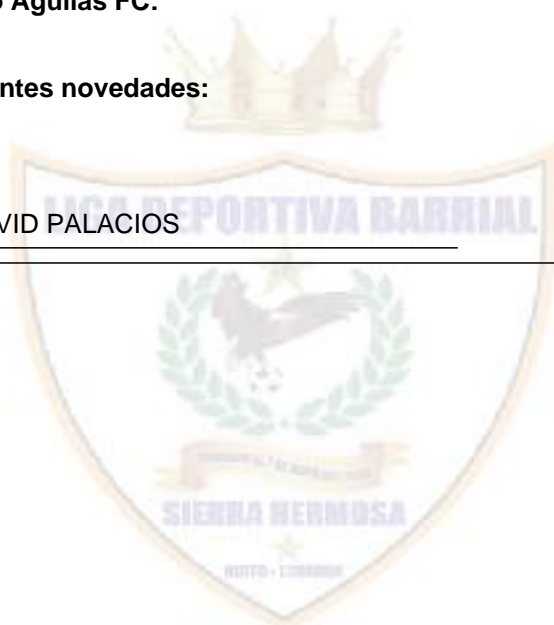 o Águilas FC:
ntes novedades:
LIGA DEPORTIVA BARRIAL
VID PALACIOS
SIERRA HERMOSA